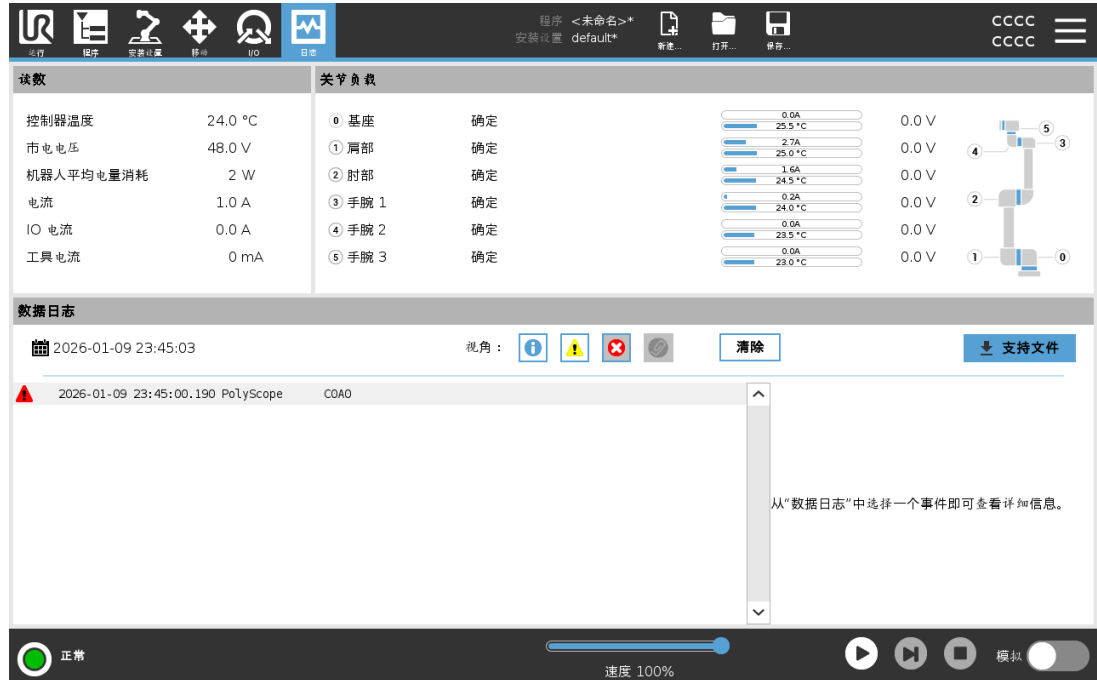 程序 <未命名>*
安装设置 default*
CCCC
CCCC
运行 程序 安装设置 移动 I/O 日志 新建... 打开... 保存...
读数
关节负载
控制器温度 24.0 °C
市电电压 48.0 V
机器人平均电量消耗 2 W
电流 1.0 A
IO 电流 0.0 A
工具电流 0 mA
0 基座 确定 0.0A 25.5 °C 0.0 V
1 肩部 确定 2.7A 25.0 °C 0.0 V
2 肘部 确定 1.6A 24.5 °C 0.0 V
3 手腕 1 确定 0.2A 24.0 °C 0.0 V
4 手腕 2 确定 0.0A 23.5 °C 0.0 V
5 手腕 3 确定 0.0A 23.0 °C 0.0 V
5
3
4
2
1 0
数据日志
2026-01-09 23:45:03 视角： 清除 支持文件
2026-01-09 23:45:00.190 PolyScope C0A0
从“数据日志”中选择一个事件即可查看详细信息。
正常
速度 100%
模拟